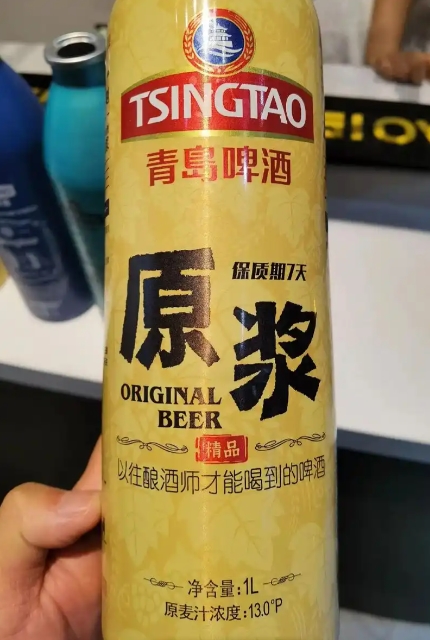 TSINGTAO
青島啤酒
保质期7天
原浆
ORIGINAL
BEER
精品
以往酿酒师才能喝到的啤酒
净含量:1L
原麦汁浓度:13.0°P